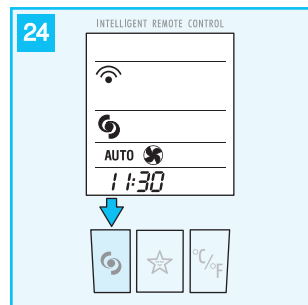 24
INTELLIGENT REMOTE CONTROL
AUTO
11:30
°C/°F